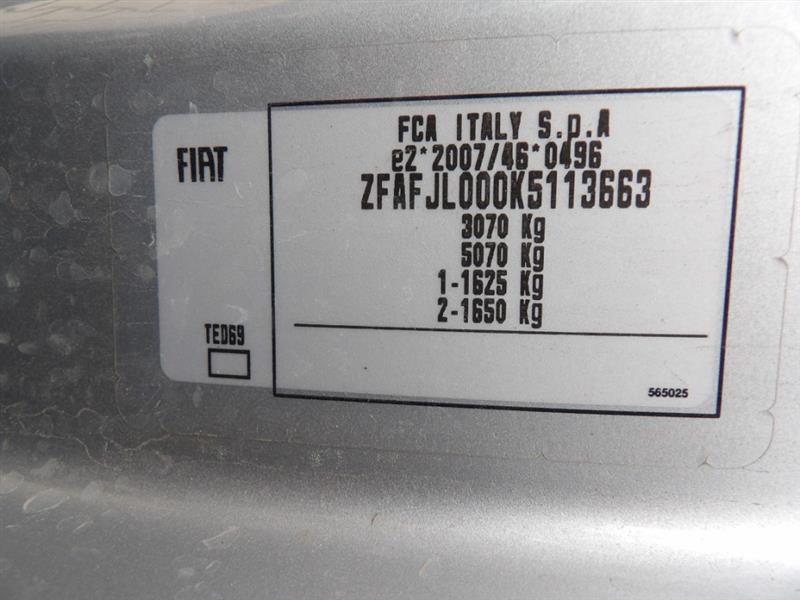 FIAT
FCA ITALY S.p.A
e2*2007/46*0496
ZFAFJL000K5113663
3070 Kg
5070 Kg
1-1625 Kg
2-1650 Kg
TED69
565025